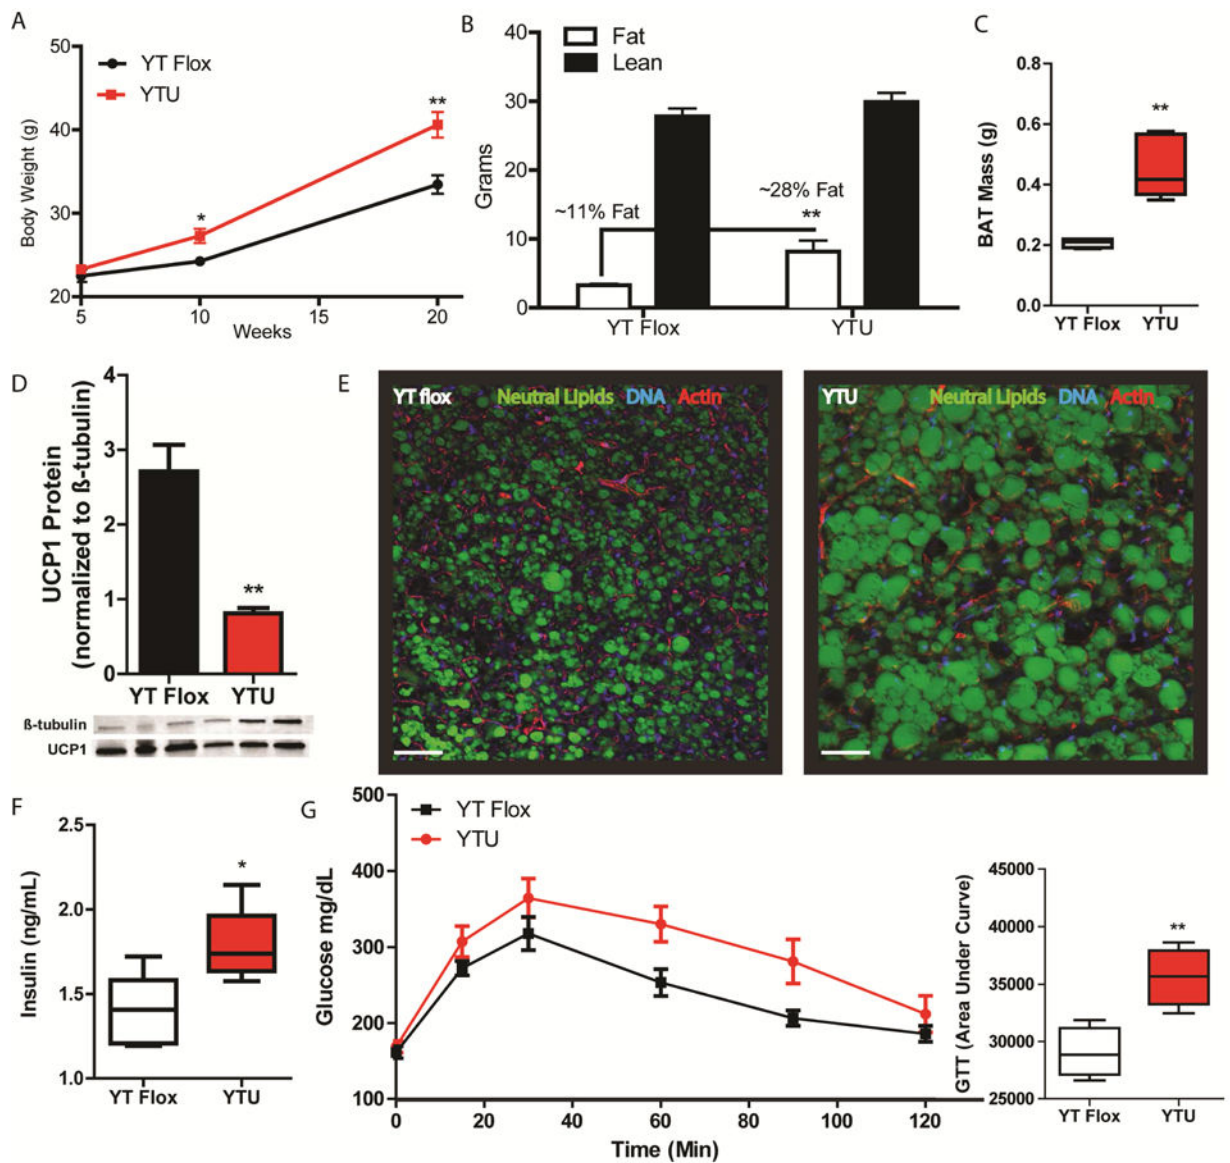 A
50
40
30
20
5
10
15
20
Body Weight (g)
Weeks
YT Flox
YTU
*
**
B
40
30
20
10
0
Grams
Fat
Lean
~11% Fat
~28% Fat
**
YT Flox
YTU
C
0.8
0.6
0.4
0.2
0.0
BAT Mass (g)
**
YT Flox
YTU
D
4
3
2
1
0
UCP1 Protein
(normalized to ß-tubulin)
**
YT Flox
YTU
ß-tubulin
UCP1
E
YT flox Neutral Lipids DNA Actin
YTU Neutral Lipids DNA Actin
F
2.5
2.0
1.5
1.0
Insulin (ng/mL)
*
YT Flox
YTU
G
500
400
300
200
100
0
20
40
60
80
100
120
Glucose mg/dL
Time (Min)
YT Flox
YTU
45000
40000
35000
30000
25000
GTT (Area Under Curve)
**
YT Flox
YTU